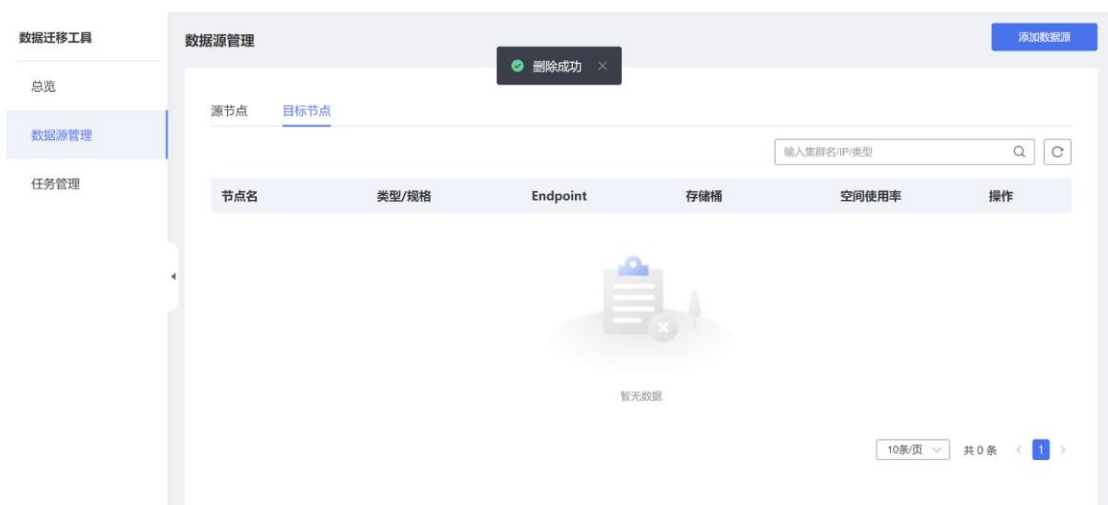 数据迁移工具
总览
数据源管理
任务管理
数据源管理
添加数据源
删除成功
源节点 目标节点
输入集群名/IP/类型
节点名 类型/规格 Endpoint 存储桶 空间使用率 操作
暂无数据
10条/页 共 0 条 1